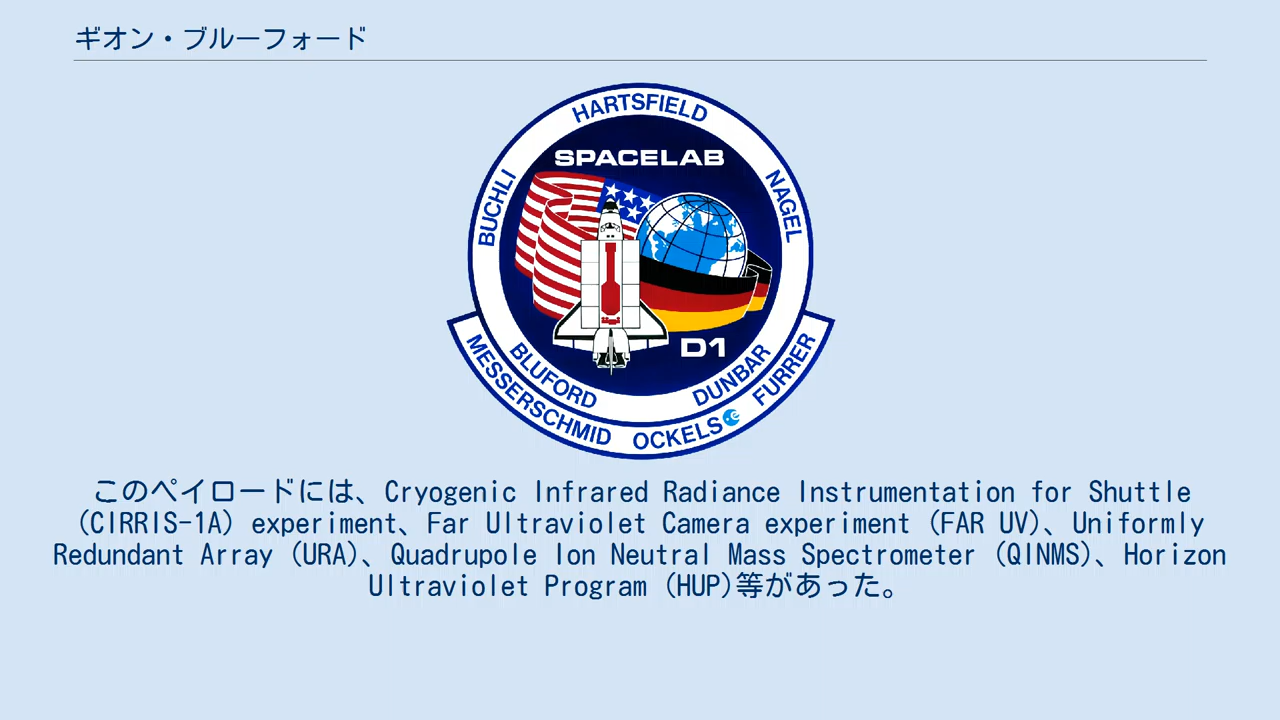 ギオン・ブルーフォード
HARTSFIELD
SPACELAB
BUCHLI
NAGEL
D1
BLUFORD
DUNBAR
MESSERSCHMID
OCKELS
FURRER
このペイロードには、Cryogenic Infrared Radiance Instrumentation for Shuttle
(CIRRIS-1A) experiment、Far Ultraviolet Camera experiment (FAR UV)、Uniformly
Redundant Array (URA)、Quadrupole Ion Neutral Mass Spectrometer (QINMS)、Horizon
Ultraviolet Program (HUP)等があった。